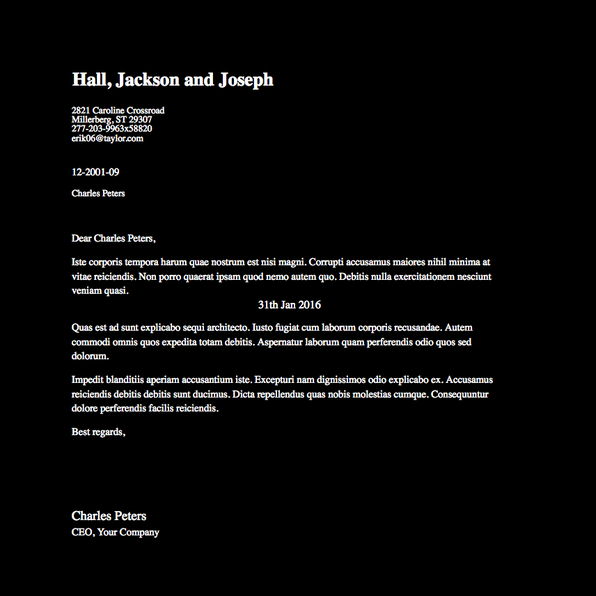 Hall, Jackson and Joseph
2821 Caroline Crossroad
Millerberg, ST 29307
277-203-9963x58820
erik06@taylor.com
12-2001-09
Charles Peters
Dear Charles Peters,
Iste corporis tempora harum quae nostrum est nisi magni. Corrupti accusamus maiores nihil minima at
vitae reiciendis. Non porro quaerat ipsam quod nemo autem quo. Debitis nulla exercitationem nesciunt
veniam quasi.
31th Jan 2016
Quas est ad sunt explicabo sequi architecto. Iusto fugiat cum laborum corporis recusandae. Autem
commodi omnis quos expedita totam debitis. Aspernatur laborum quam perferendis odio quos sed
dolorum.
Impedit blanditiis aperiam accusantium iste. Excepturi nam dignissimos odio explicabo ex. Accusamus
reiciendis debitis debitis sunt ducimus. Dicta repellendus quas nobis molestias cumque. Consequuntur
dolore perferendis facilis reiciendis.
Best regards,
Charles Peters
CEO, Your Company